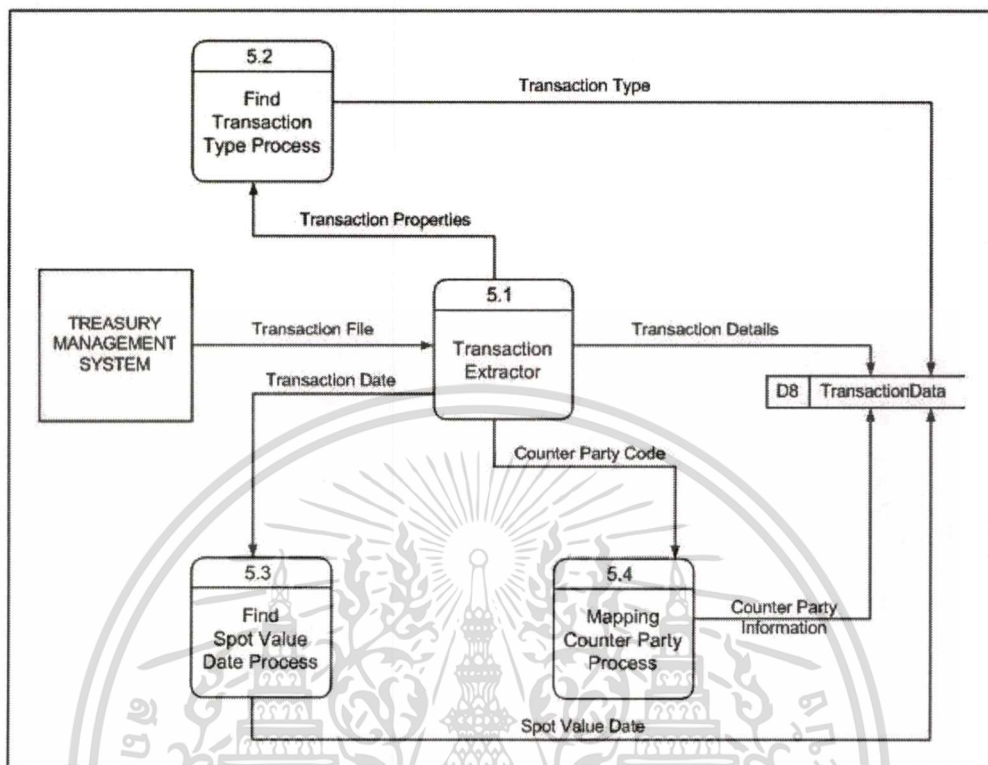 5.2
Find
Transaction
Type Process
Transaction Type
Transaction Properties
TREASURY
MANAGEMENT
SYSTEM
Transaction File
5.1
Transaction
Extractor
Transaction Details
Transaction Date
D8 TransactionData
Counter Party Code
5.3
Find
Spot Value
Date Process
5.4
Mapping
Counter Party
Process
Counter Party
Information
Spot Value Date